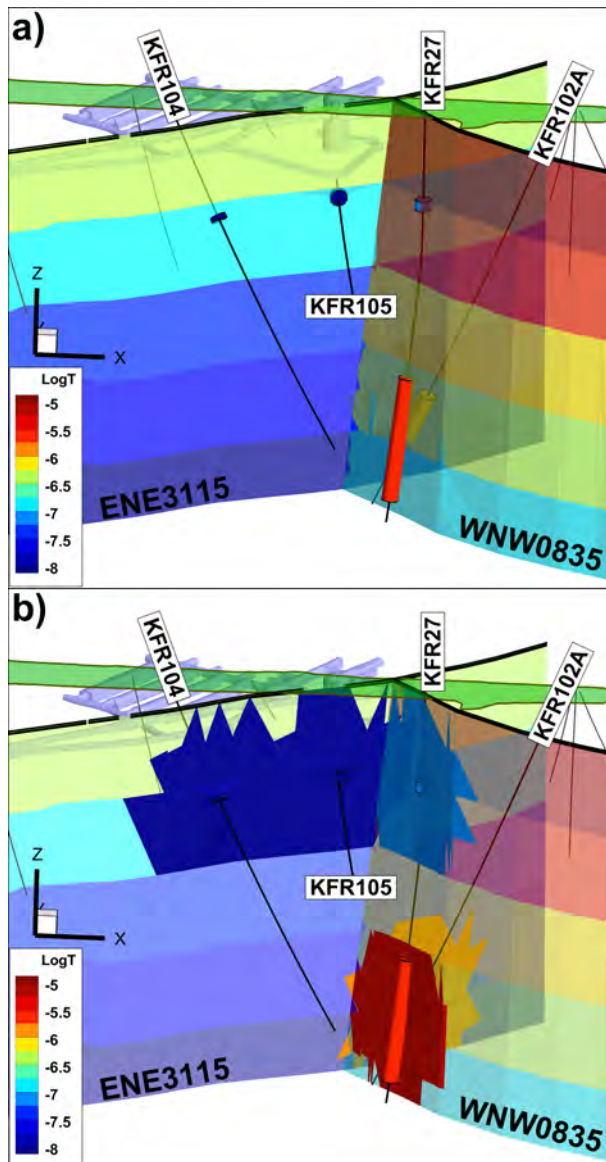 a)
KFR104
KFR27
KFR102A
KFR105
Z
X
LogT
-5
-5.5
-6
-6.5
-7
-7.5
-8
ENE3115
WNW0835
b)
KFR104
KFR27
KFR102A
KFR105
Z
X
LogT
-5
-5.5
-6
-6.5
-7
-7.5
-8
ENE3115
WNW0835